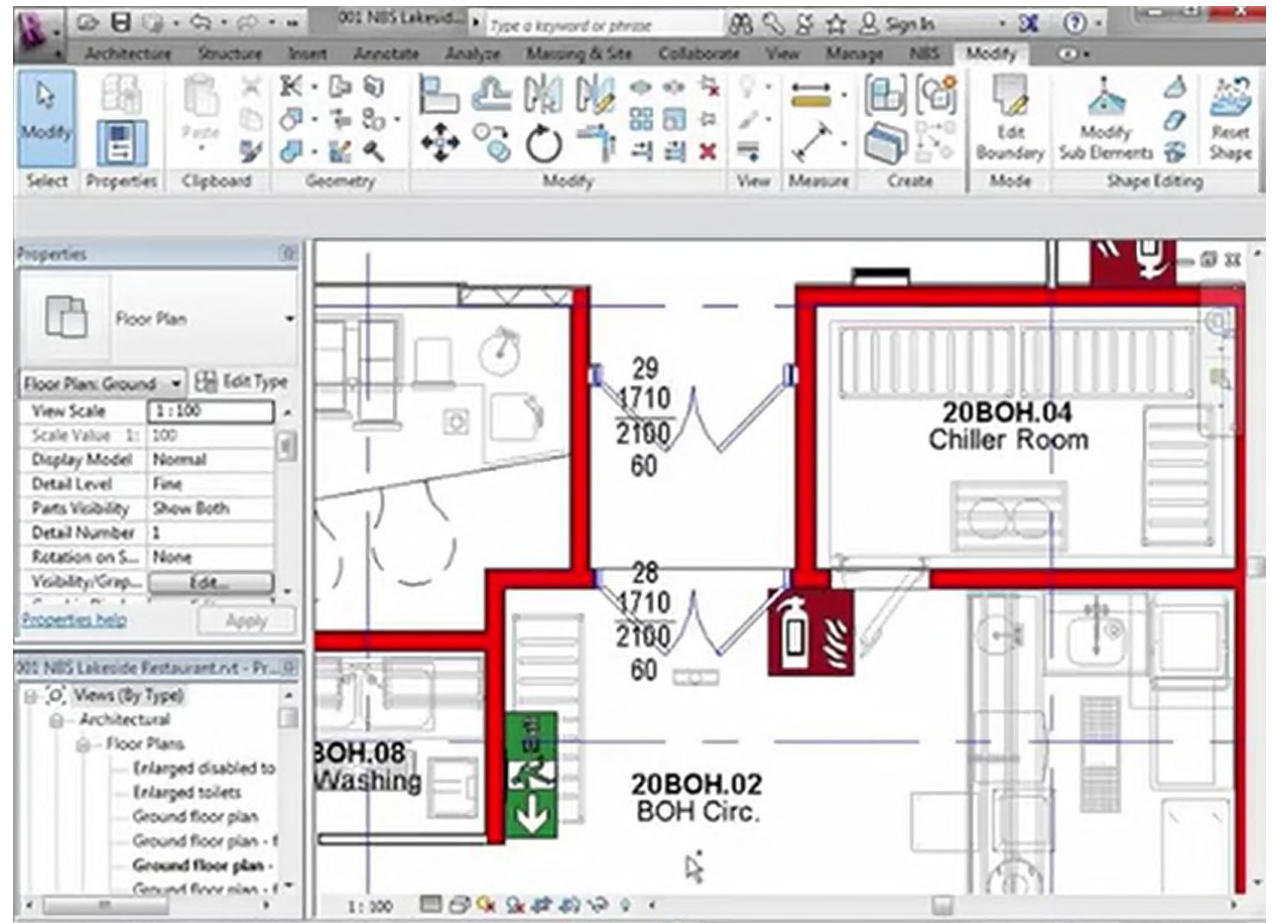 001 NBS Lakesid...
Type a keyword or phrase
Sign In
Architecture Structure Insert Annotate Analyze Massing & Site Collaborate View Manage NBS Modify
Modify
Paste
Edit
Boundary
Modify
Sub Elements
Reset
Shape
Select Properties Clipboard Geometry Modify View Measure Create Mode Shape Editing
Properties
Floor Plan
Floor Plan: Ground
Edit Type
View Scale 1 : 100
Scale Value 1: 100
Display Model Normal
Detail Level Fine
Parts Visibility Show Both
Detail Number 1
Rotation on S... None
Visibility/Grap... Edit...
Properties help
Apply
001 NBS Lakeside Restaurant.rvt - Pr...
Views (By Type)
Architectural
Floor Plans
Enlarged disabled to
Enlarged toilets
Ground floor plan
Ground floor plan - f
Ground floor plan -
Ground floor plan - f
29
1710
2100
60
20BOH.04
Chiller Room
28
1710
2100
60
BOH.08
Washing
Exit
20BOH.02
BOH Circ.
1 : 100